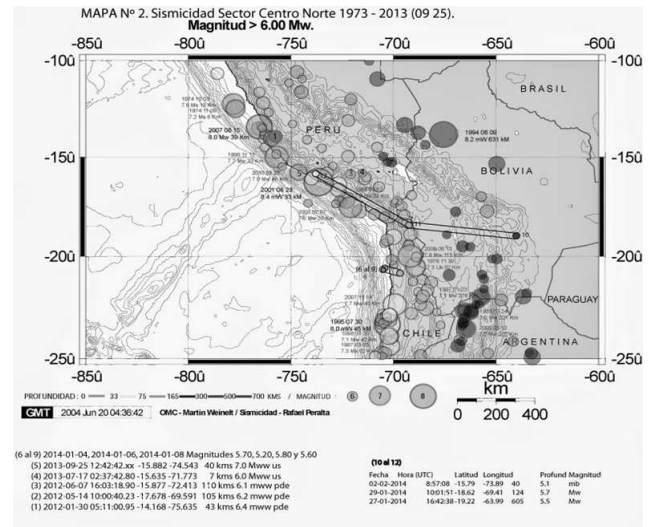 MAPA Nº 2. Sismicidad Sector Centro Norte 1973 - 2013 (09 25).
Magnitud > 6.00 Mw.
-85û -80û -75û -70û -65û -60û
-10û -10û
BRASIL
PERU
2007 08 15
8.0 Mw 39 Km
1994 06 09
8.2 mW 631 kM
-15û -15û
BOLIVIA
2001 06 23
8.4 mW 33 kM
-20û -20û
(6 al 9)
1995 07 30
8.0 mW 45 kM
PARAGUAY
CHILE
ARGENTINA
-25û -25û
-85û -80û -75û -70û -65û -60û
PROFUNDIDAD : 0 33 75 165 300 500 700 KMS / MAGNITUD : 6 7 8
km
0 200 400
GMT 2004 Jun 20 04:36:42 OMC - Martin Weinelt / Sismicidad - Rafael Peralta
(6 al 9) 2014-01-04, 2014-01-06, 2014-01-08 Magnitudes 5.70, 5.20, 5.80 y 5.60
(5) 2013-09-25 12:42:42.xx -15.882 -74.543 40 kms 7.0 Mww us
(4) 2013-07-17 02:37:42.80 -15.635 -71.773 7 kms 6.0 Mww us
(3) 2012-06-07 16:03:18.90 -15.877 -72.413 110 kms 6.1 mww pde
(2) 2012-05-14 10:00:40.23 -17.678 -69.591 105 kms 6.2 mww pde
(1) 2012-01-30 05:11:00.95 -14.168 -75.635 43 kms 6.4 mww pde
(10 al 12)
Fecha Hora (UTC) Latitud Longitud Profund Magnitud
02-02-2014 8:57:08 -15.79 -73.89 40 5.1 mb
29-01-2014 10:01:51 -18.62 -69.41 124 5.7 Mw
27-01-2014 16:42:38 -19.22 -63.99 605 5.5 Mw